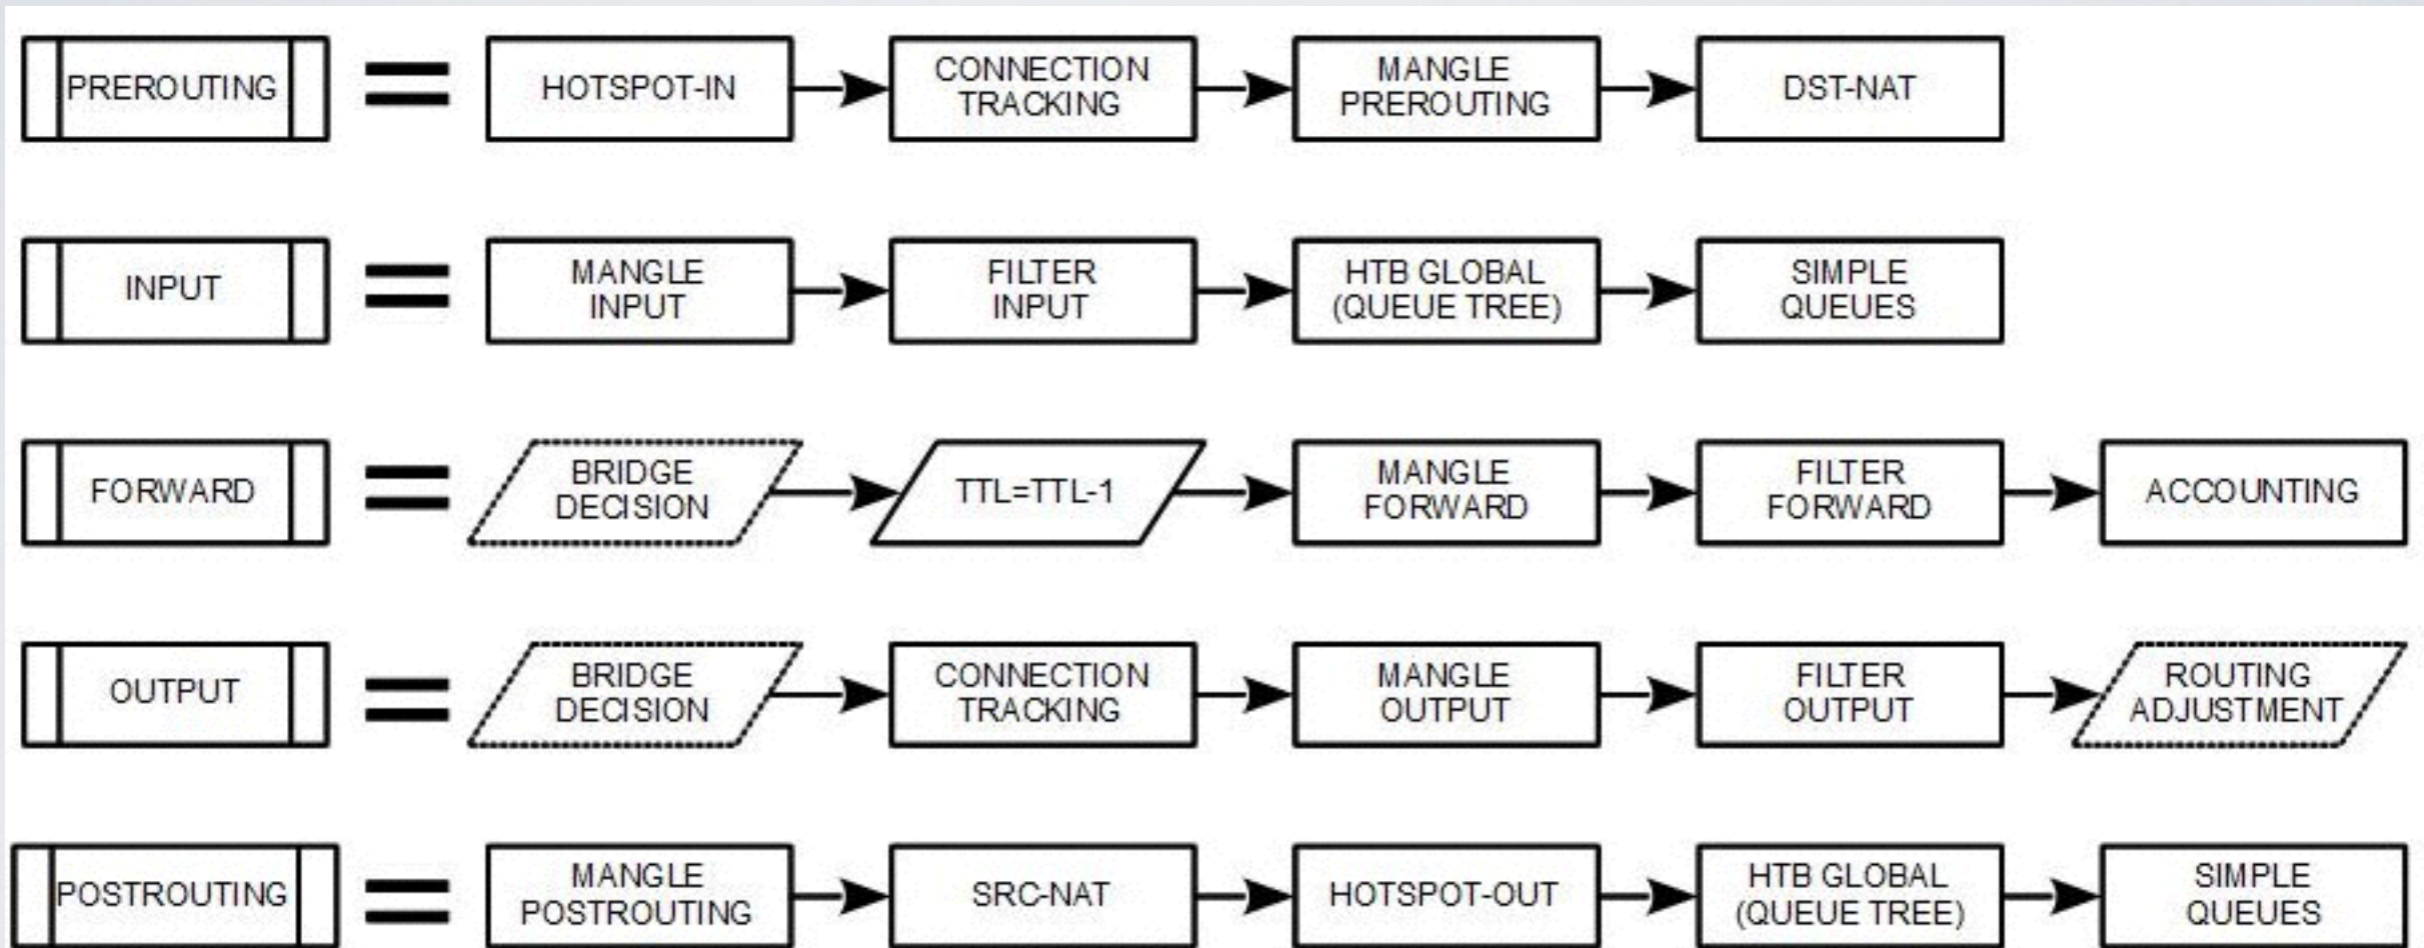 PREROUTING
HOTSPOT-IN
CONNECTION
TRACKING
MANGLE
PREROUTING
DST-NAT
INPUT
MANGLE
INPUT
FILTER
INPUT
HTB GLOBAL
(QUEUE TREE)
SIMPLE
QUEUES
FORWARD
BRIDGE
DECISION
TTL=TTL-1
MANGLE
FORWARD
FILTER
FORWARD
ACCOUNTING
OUTPUT
BRIDGE
DECISION
CONNECTION
TRACKING
MANGLE
OUTPUT
FILTER
OUTPUT
ROUTING
ADJUSTMENT
POSTROUTING
MANGLE
POSTROUTING
SRC-NAT
HOTSPOT-OUT
HTB GLOBAL
(QUEUE TREE)
SIMPLE
QUEUES